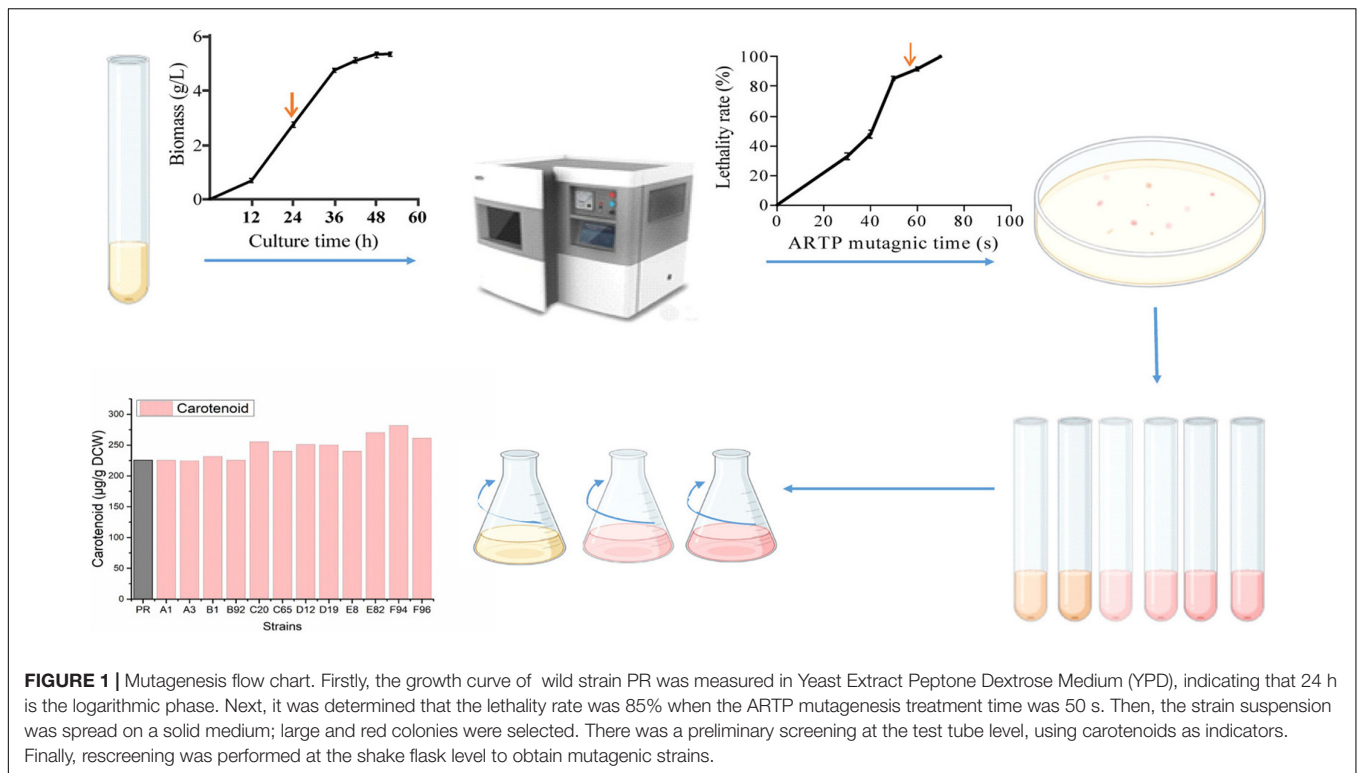 6
4
2
0
Biomass (g/L)
12 24 36 48 60
Culture time (h)
100
80
60
40
20
0
Lethality rate (%)
0 20 40 60 80 100
ARTP mutagnic time (s)
Carotenoid
300
250
200
150
100
50
0
Carotenoid (μg/g DCW)
PR A1 A3 B1 B92 C20 C65 D12 D19 E8 E82 F94 F96
Strains
FIGURE 1 | Mutagenesis flow chart. Firstly, the growth curve of wild strain PR was measured in Yeast Extract Peptone Dextrose Medium (YPD), indicating that 24 h
is the logarithmic phase. Next, it was determined that the lethality rate was 85% when the ARTP mutagenesis treatment time was 50 s. Then, the strain suspension
was spread on a solid medium; large and red colonies were selected. There was a preliminary screening at the test tube level, using carotenoids as indicators.
Finally, rescreening was performed at the shake flask level to obtain mutagenic strains.